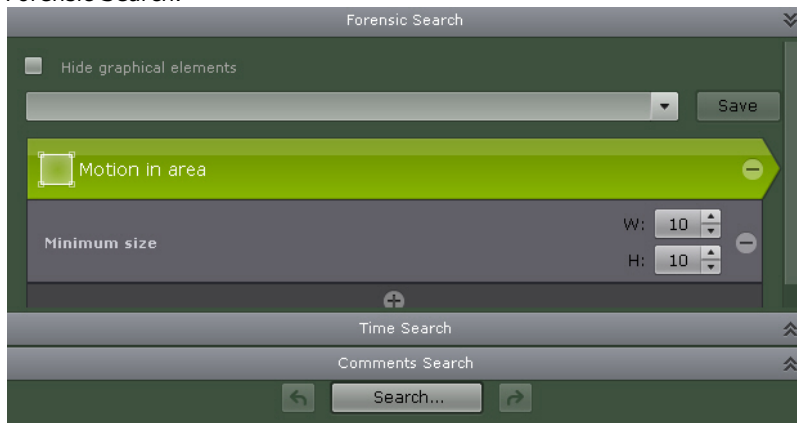 Forensic Search
Hide graphical elements
Save
Motion in area
Minimum size
W: 10
H: 10
Time Search
Comments Search
Search...